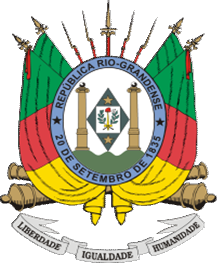 REPÚBLICA RIO-GRANDENSE
20 DE SETEMBRO DE 1835
LIBERDADE IGUALDADE HUMANIDADE